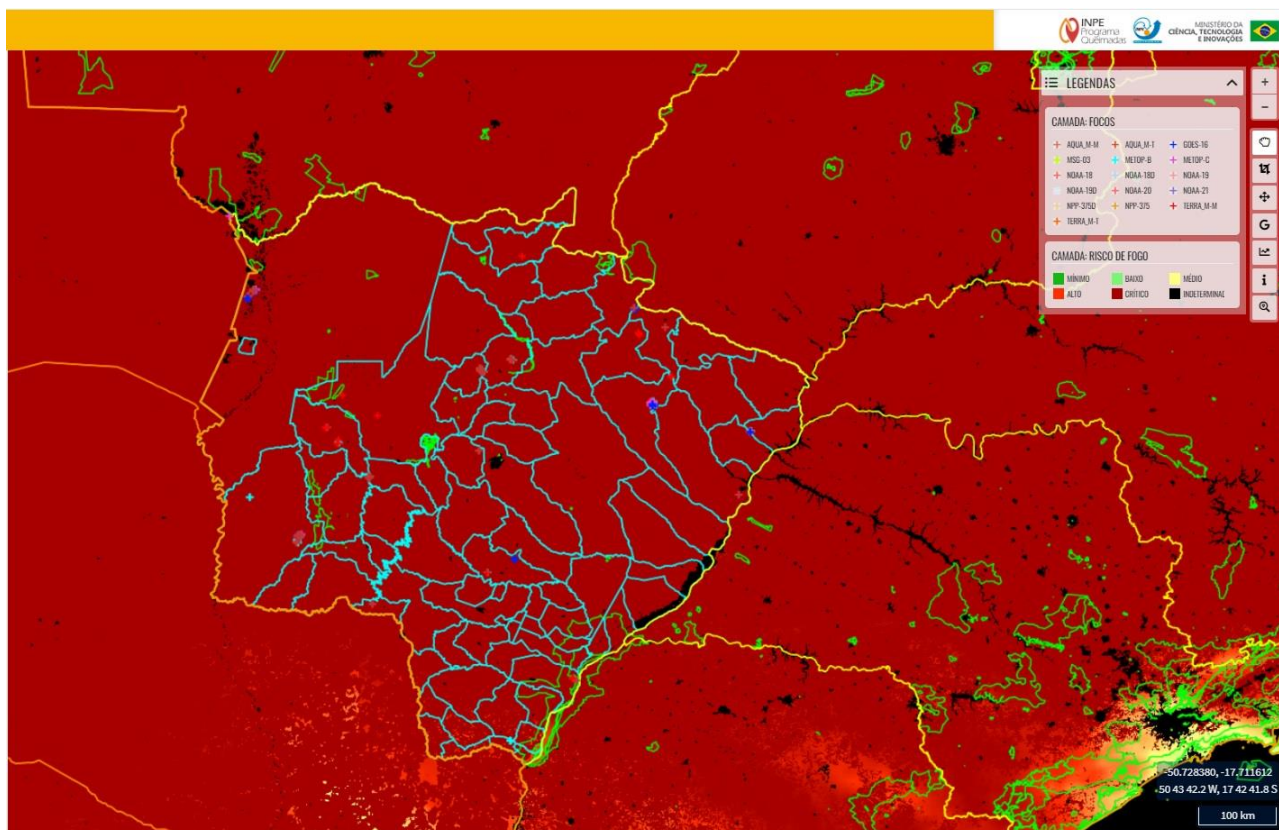 INPE
Programa
Queimadas
MINISTÉRIO DA
CIÊNCIA, TECNOLOGIA
E INOVAÇÕES
LEGENDAS
CAMADA: FOCOS
AQUA_M-M AQUA_M-T GOES-16
MSG-03 METOP-B METOP-C
NOAA-18 NOAA-18D NOAA-19
NOAA-19D NOAA-20 NOAA-21
NPP-375D NPP-375 TERRA_M-M
TERRA_M-T
CAMADA: RISCO DE FOGO
MÍNIMO BAIXO MÉDIO
ALTO CRÍTICO INDETERMINAD
+
−
G
i
-50.728380, -17.711612
50 43 42.2 W, 17 42 41.8 S
100 km